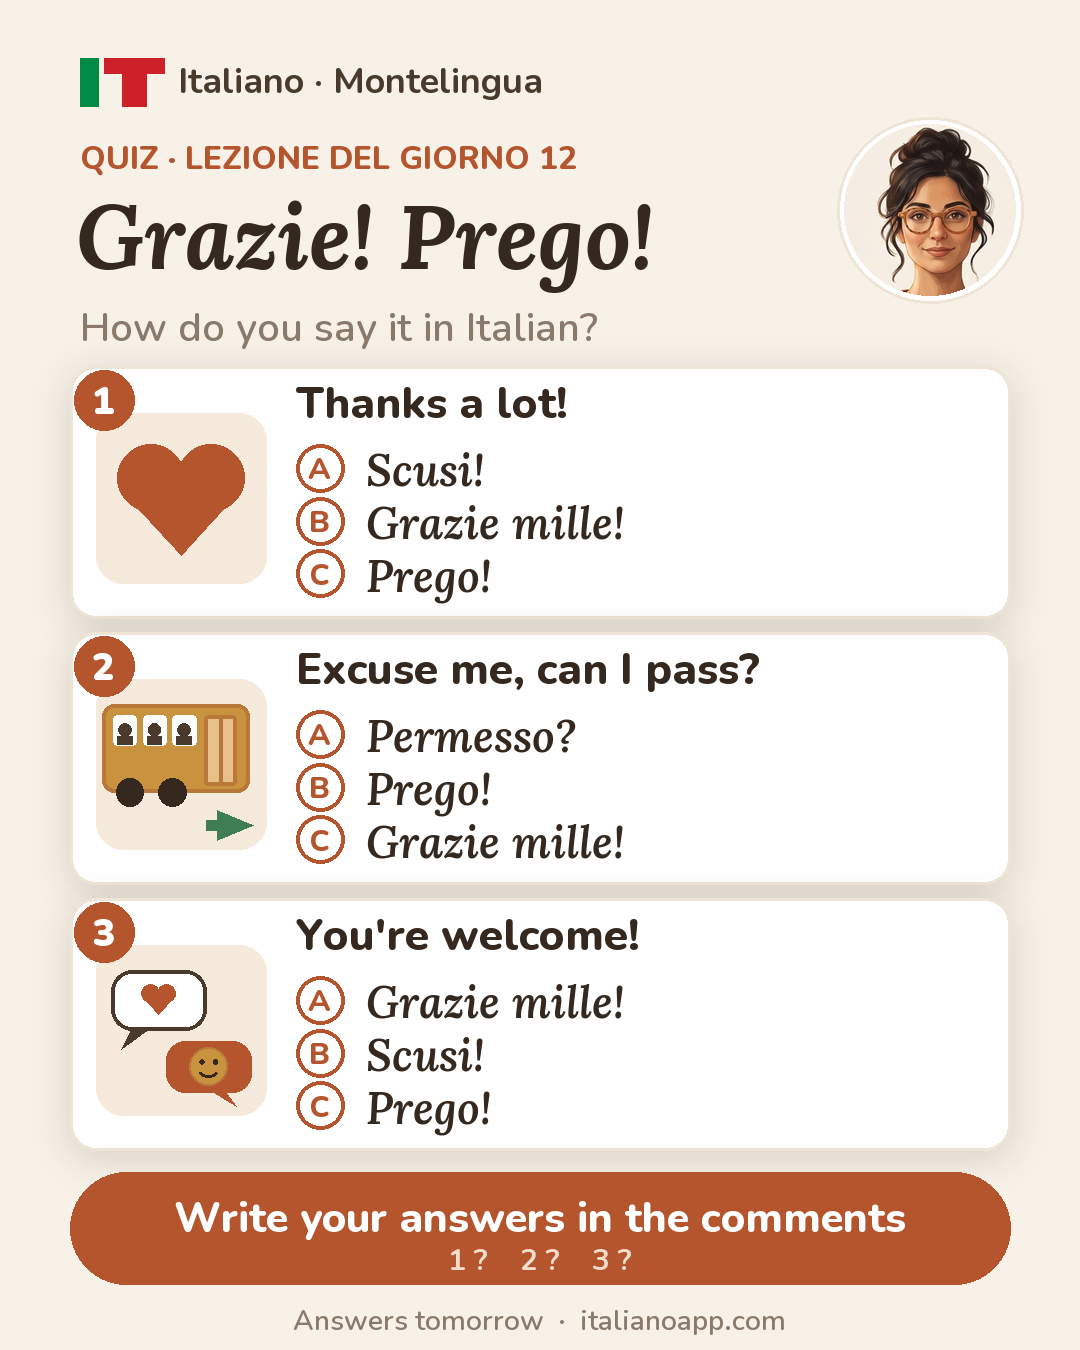 IT Italiano · Montelingua
QUIZ · LEZIONE DEL GIORNO 12
Grazie! Prego!
How do you say it in Italian?
1 Thanks a lot!
A Scusi!
B Grazie mille!
C Prego!
2 Excuse me, can I pass?
A Permesso?
B Prego!
C Grazie mille!
3 You're welcome!
A Grazie mille!
B Scusi!
C Prego!
Write your answers in the comments
1 ? 2 ? 3 ?
Answers tomorrow · italianoapp.com